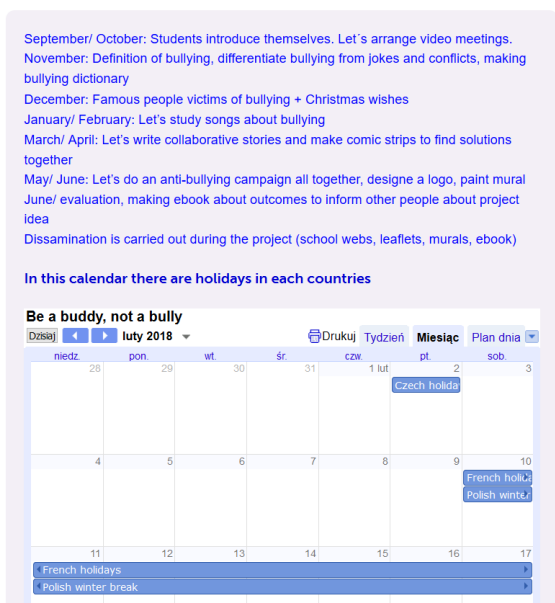 September/ October: Students introduce themselves. Let´s arrange video meetings.
November: Definition of bullying, differentiate bullying from jokes and conflicts, making
bullying dictionary
December: Famous people victims of bullying + Christmas wishes
January/ February: Let's study songs about bullying
March/ April: Let's write collaborative stories and make comic strips to find solutions
together
May/ June: Let's do an anti-bullying campaign all together, designe a logo, paint mural
June/ evaluation, making ebook about outcomes to inform other people about project
idea
Dissamination is carried out during the project (school webs, leaflets, murals, ebook)
In this calendar there are holidays in each countries
Be a buddy, not a bully
Dzisiaj luty 2018 Drukuj Tydzień Miesiąc Plan dnia
niedz. pon. wt. śr. czw. pt. sob.
28 29 30 31 1 lut 2 3
Czech holida
4 5 6 7 8 9 10
French holid
Polish winter
11 12 13 14 15 16 17
French holidays
Polish winter break